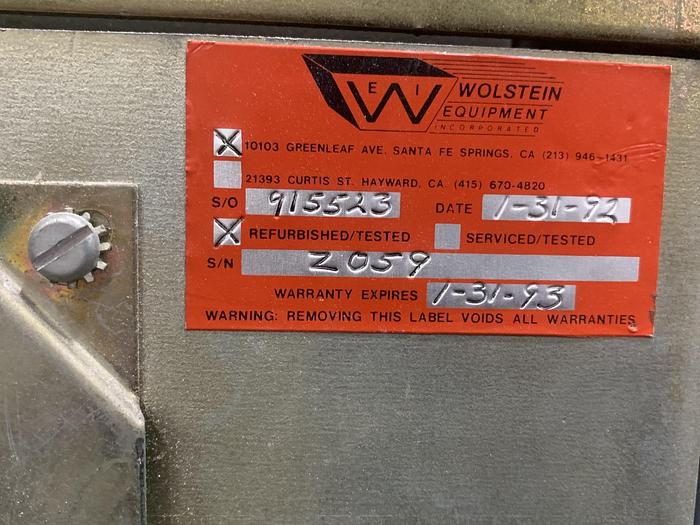 E I
W
WOLSTEIN
EQUIPMENT
INCORPORATED
X 10103 GREENLEAF AVE. SANTA FE SPRINGS, CA (213) 946-1431
21393 CURTIS ST. HAYWARD, CA. (415) 670-4820
S/O 915523 DATE 1-31-92
X REFURBISHED/TESTED SERVICED/TESTED
S/N 2059
WARRANTY EXPIRES 1-31-93
WARNING: REMOVING THIS LABEL VOIDS ALL WARRANTIES